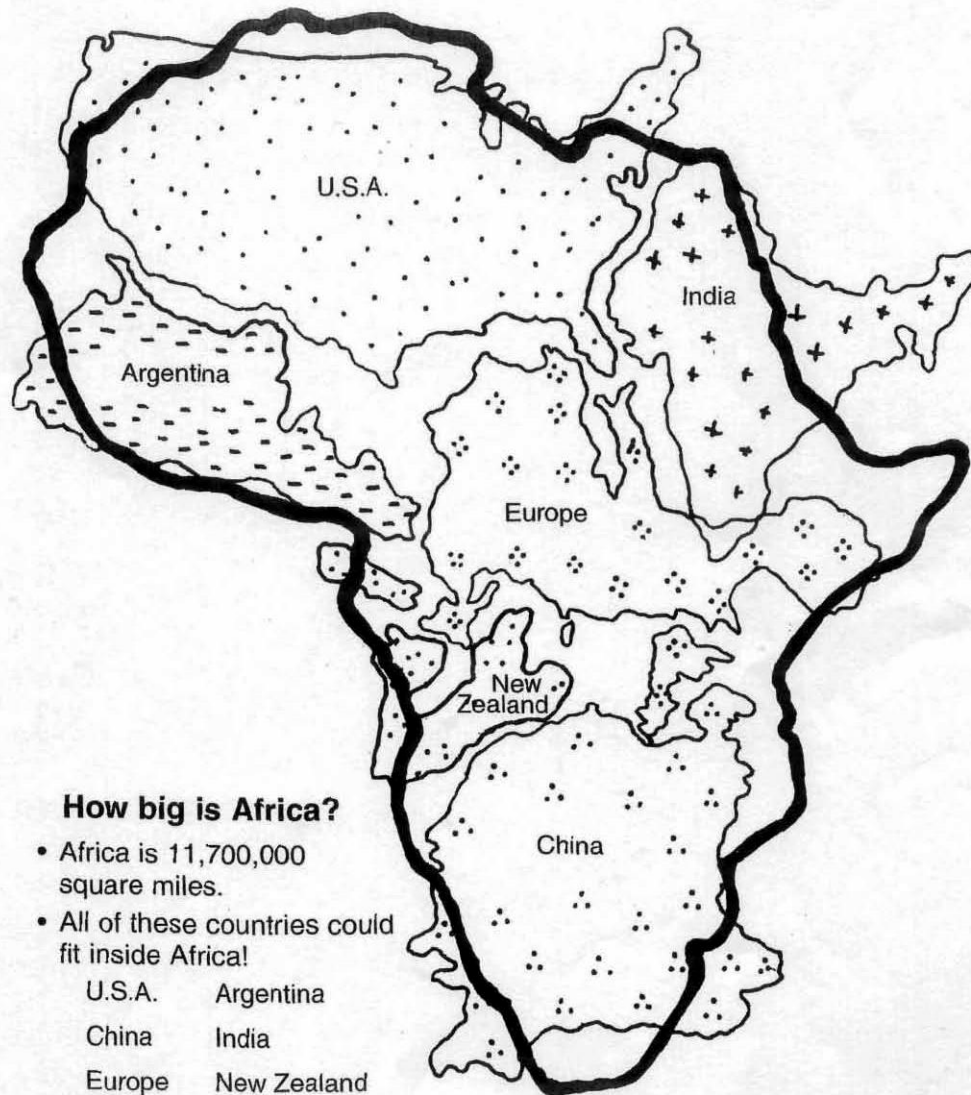 U.S.A.
India
Argentina
Europe
New
Zealand
China
How big is Africa?
• Africa is 11,700,000
square miles.
• All of these countries could
fit inside Africa!
U.S.A. Argentina
China India
Europe New Zealand